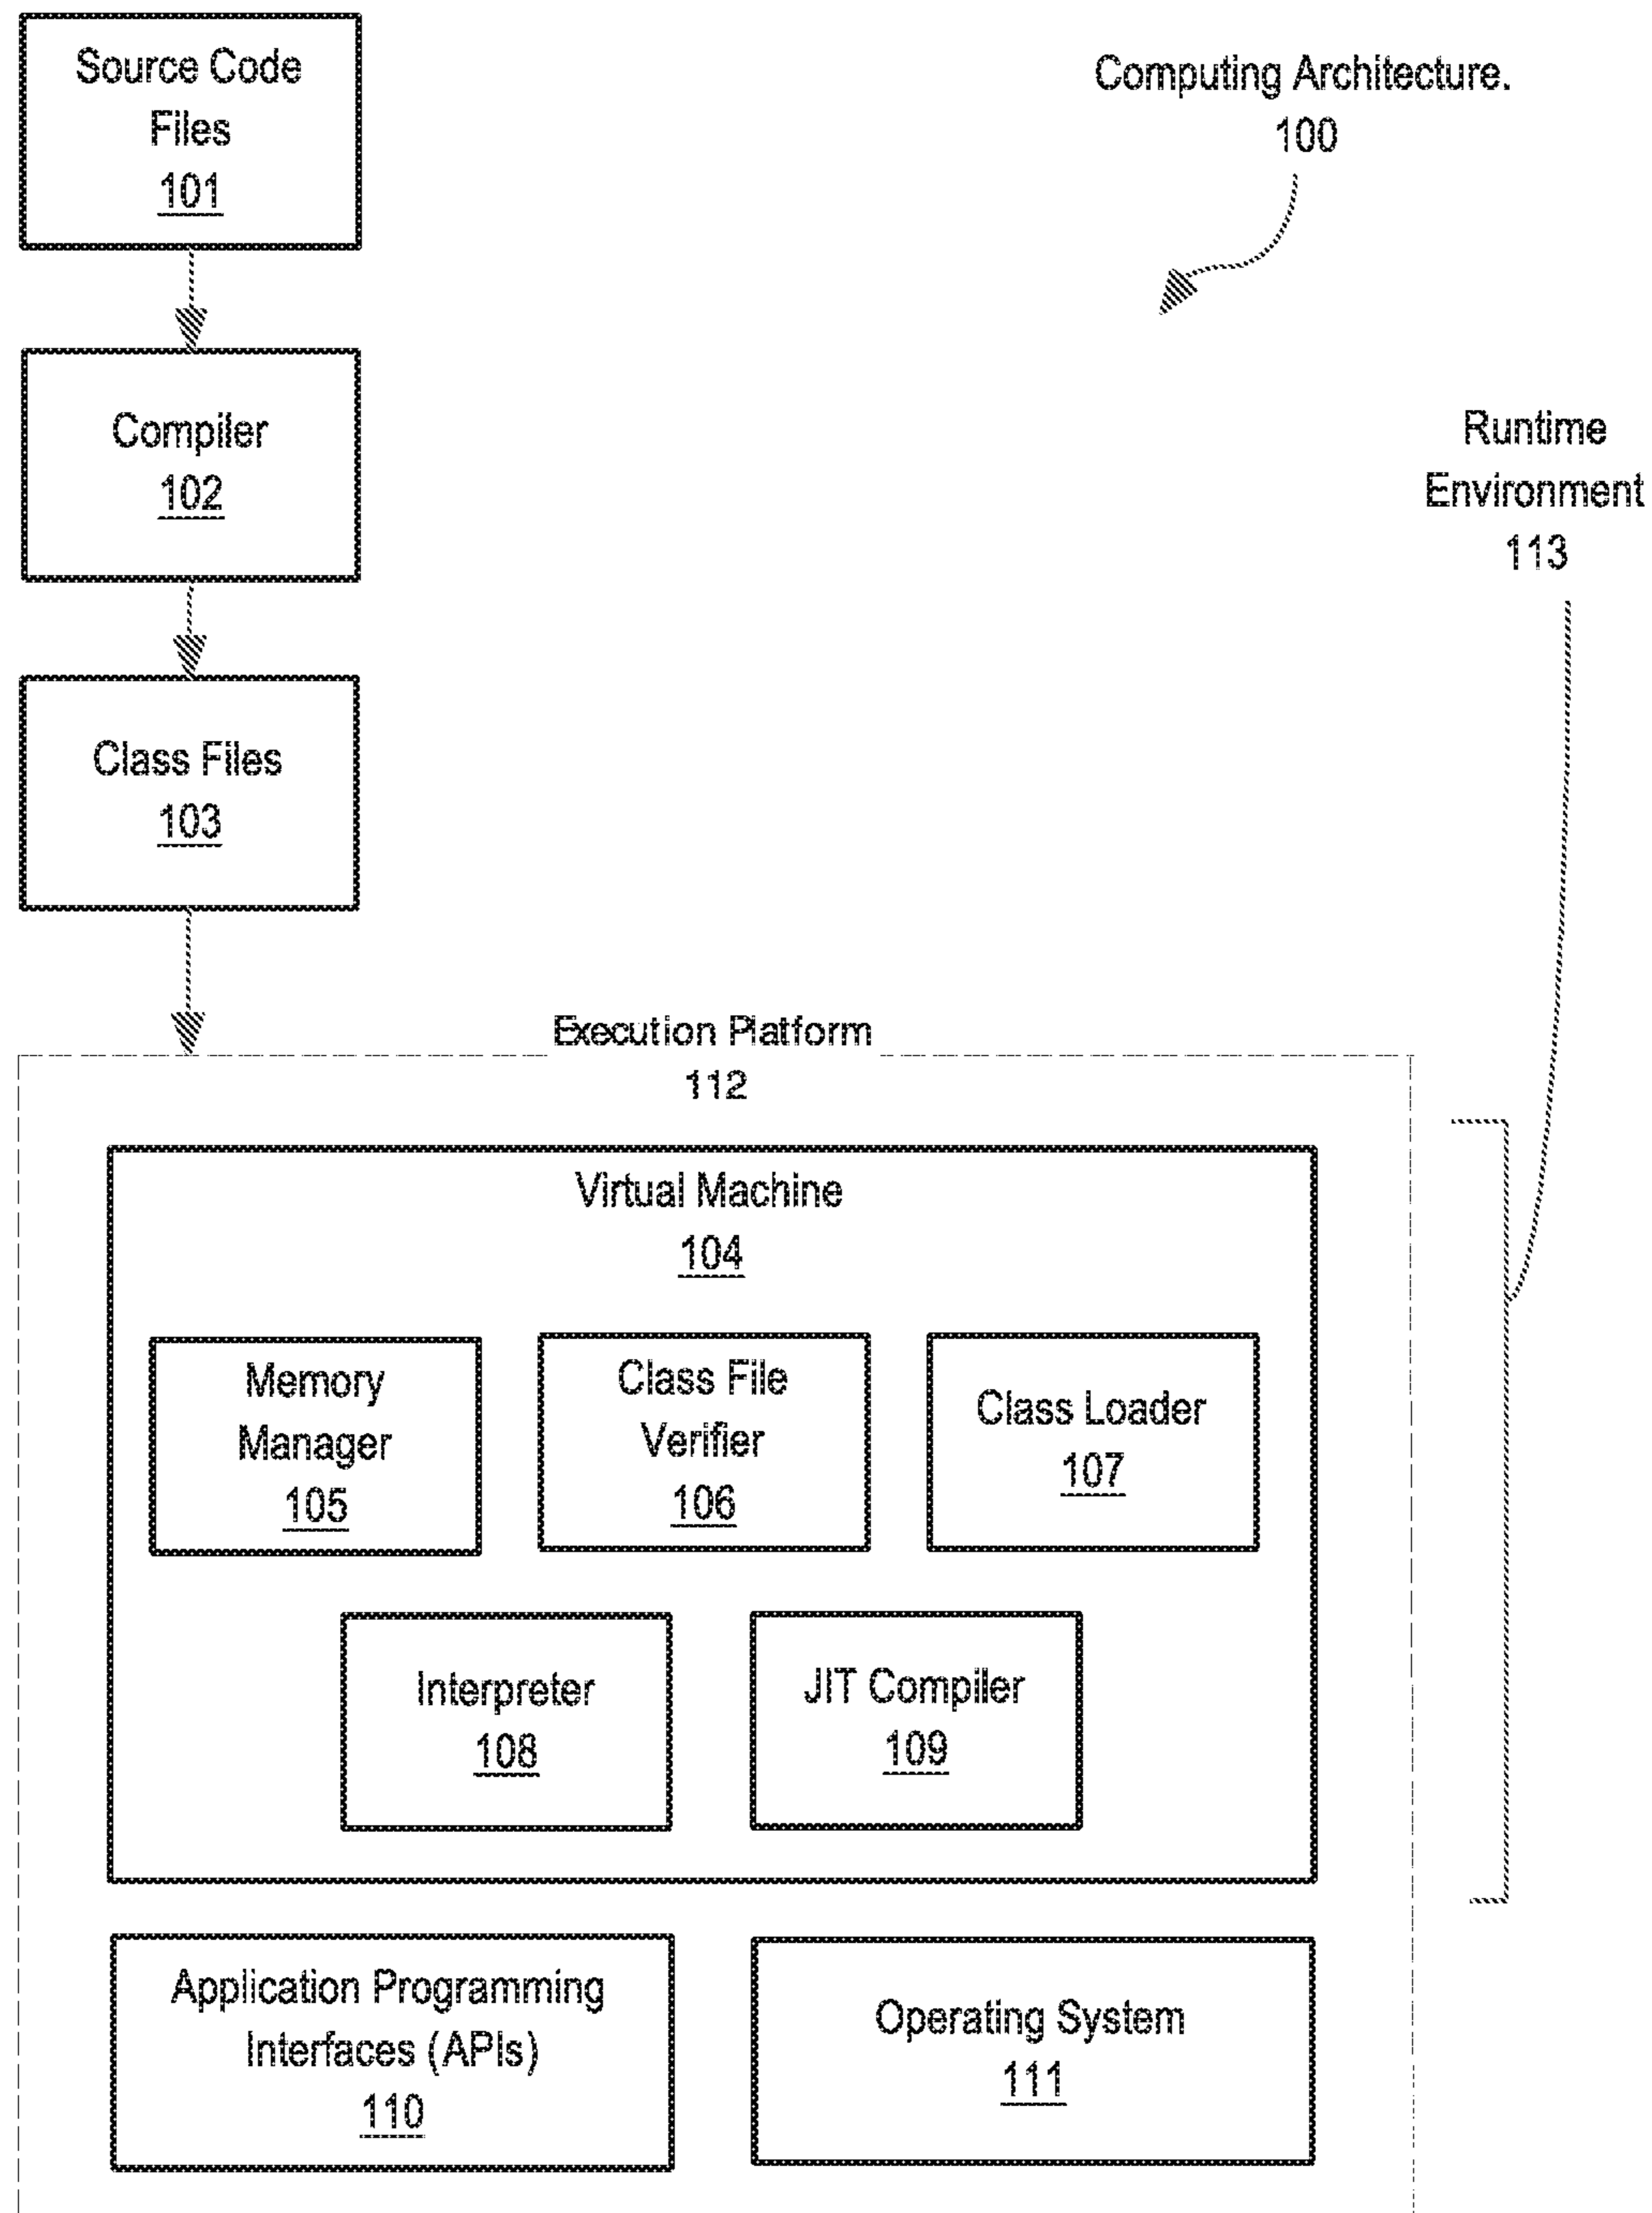 Source Code
Files
101
Computing Architecture.
100
Compiler
102
Runtime
Environment
113
Class Files
103
Execution Platform
112
Virtual Machine
104
Memory
Manager
105
Class File
Verifier
106
Class Loader
107
Interpreter
108
JIT Compiler
109
Application Programming
Interfaces (APIs)
110
Operating System
111